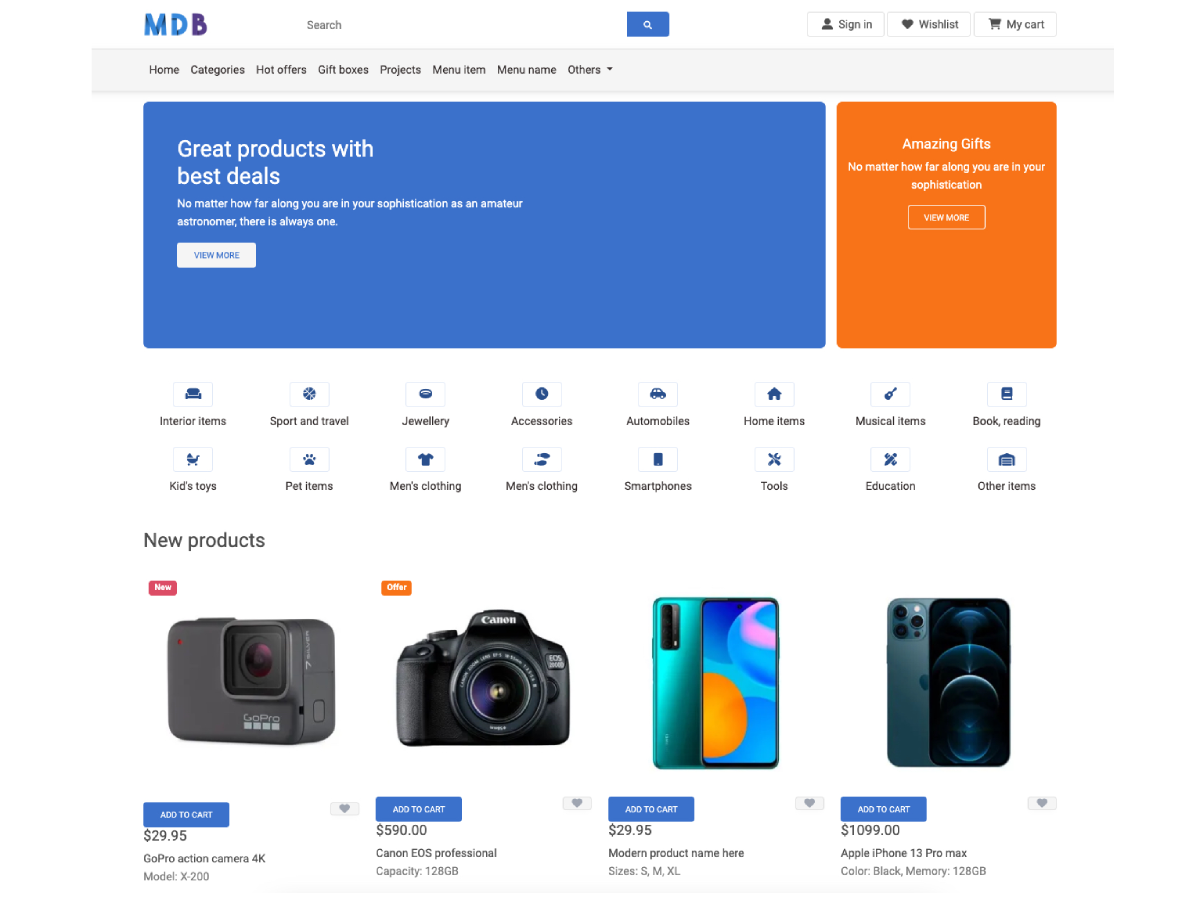 MDB
Search
Sign in
Wishlist
My cart
Home Categories Hot offers Gift boxes Projects Menu item Menu name Others
Great products with
best deals
No matter how far along you are in your sophistication as an amateur
astronomer, there is always one.
VIEW MORE
Amazing Gifts
No matter how far along you are in your
sophistication
VIEW MORE
Interior items
Sport and travel
Jewellery
Accessories
Automobiles
Home items
Musical items
Book, reading
Kid's toys
Pet items
Men's clothing
Men's clothing
Smartphones
Tools
Education
Other items
New products
New
GoPro
7 SILVER
ADD TO CART
$29.95
GoPro action camera 4K
Model: X-200
Offer
Canon
EOS
2000D
ADD TO CART
$590.00
Canon EOS professional
Capacity: 128GB
ADD TO CART
$29.95
Modern product name here
Sizes: S, M, XL
ADD TO CART
$1099.00
Apple iPhone 13 Pro max
Color: Black, Memory: 128GB